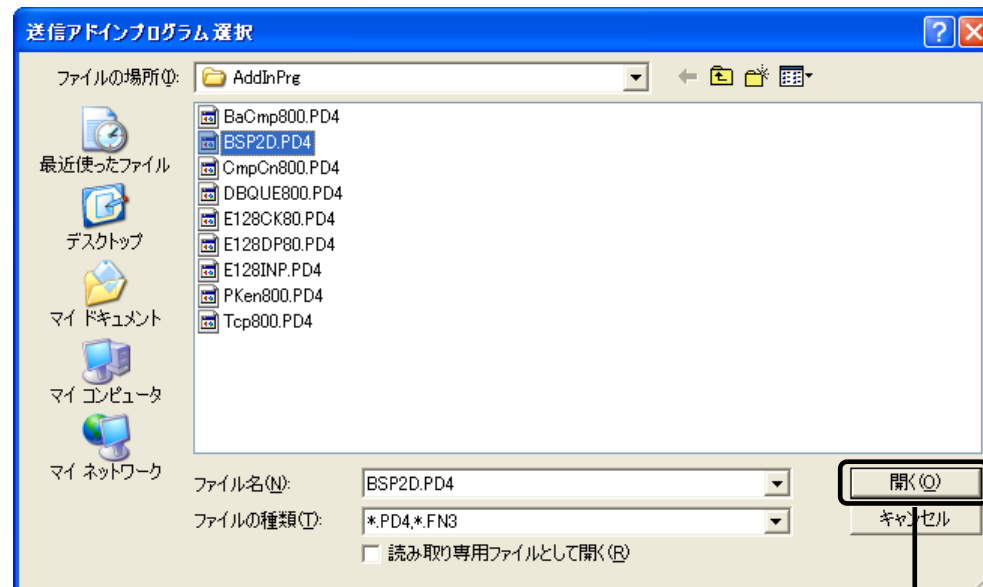 送信アドインプログラム選択
ファイルの場所(I):
AddInPrg
BaCmp800.PD4
BSP2D.PD4
CmpCn800.PD4
DBQUE800.PD4
E128CK80.PD4
E128DP80.PD4
E128INP.PD4
PKen800.PD4
Tcp800.PD4
最近使ったファイル
デスクトップ
マイ ドキュメント
マイ コンピュータ
マイ ネットワーク
ファイル名(N):
BSP2D.PD4
開く(O)
ファイルの種類(T):
*.PD4,*.FN3
キャンセル
読み取り専用ファイルとして開く(R)